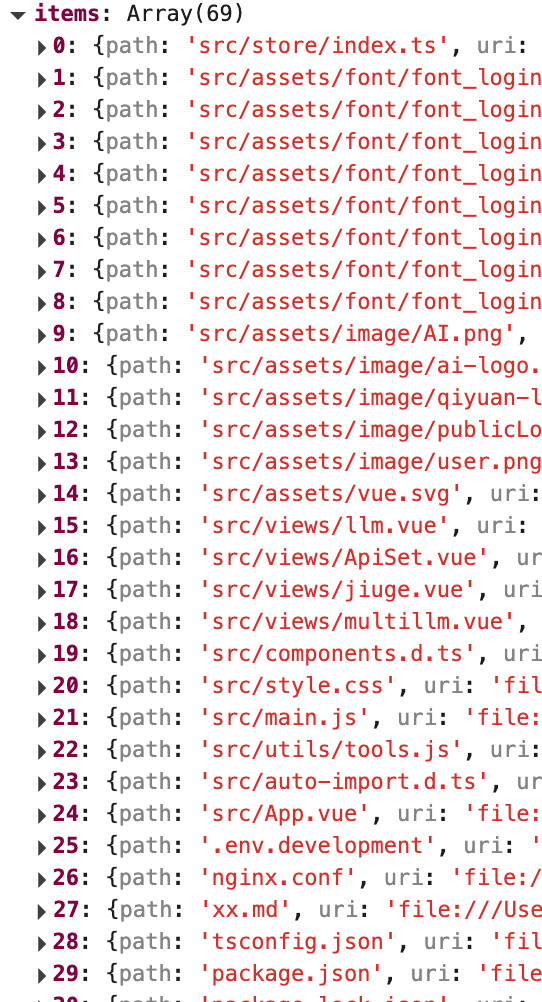 items: Array(69)
0: {path: 'src/store/index.ts', uri:
1: {path: 'src/assets/font/font_login
2: {path: 'src/assets/font/font_login
3: {path: 'src/assets/font/font_login
4: {path: 'src/assets/font/font_login
5: {path: 'src/assets/font/font_login
6: {path: 'src/assets/font/font_login
7: {path: 'src/assets/font/font_login
8: {path: 'src/assets/font/font_login
9: {path: 'src/assets/image/AI.png',
10: {path: 'src/assets/image/ai-logo.
11: {path: 'src/assets/image/qiyuan-l
12: {path: 'src/assets/image/publicLo
13: {path: 'src/assets/image/user.png
14: {path: 'src/assets/vue.svg', uri:
15: {path: 'src/views/llm.vue', uri:
16: {path: 'src/views/ApiSet.vue', ur
17: {path: 'src/views/jiuge.vue', uri
18: {path: 'src/views/multillm.vue',
19: {path: 'src/components.d.ts', uri
20: {path: 'src/style.css', uri: 'fil
21: {path: 'src/main.js', uri: 'file:
22: {path: 'src/utils/tools.js', uri:
23: {path: 'src/auto-import.d.ts', ur
24: {path: 'src/App.vue', uri: 'file:
25: {path: '.env.development', uri: '
26: {path: 'nginx.conf', uri: 'file:/
27: {path: 'xx.md', uri: 'file:///Use
28: {path: 'tsconfig.json', uri: 'fil
29: {path: 'package.json', uri: 'file
30: {path: 'package-lock.json', uri: